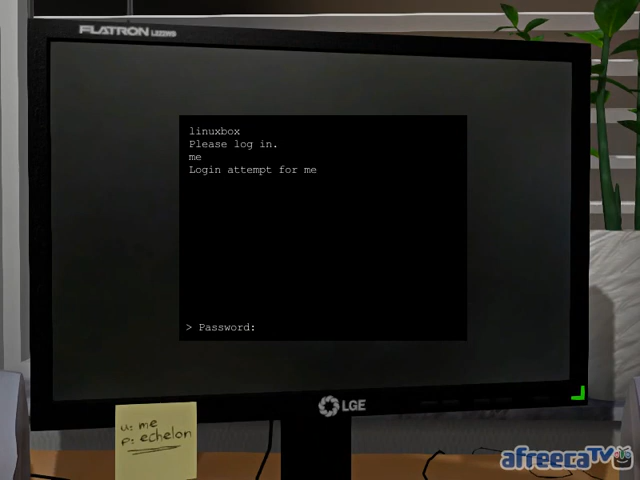 FLATRON
linuxbox
Please log in.
me
Login attempt for me
> Password:
LGE
u: me
p: echelon
afreecaTV